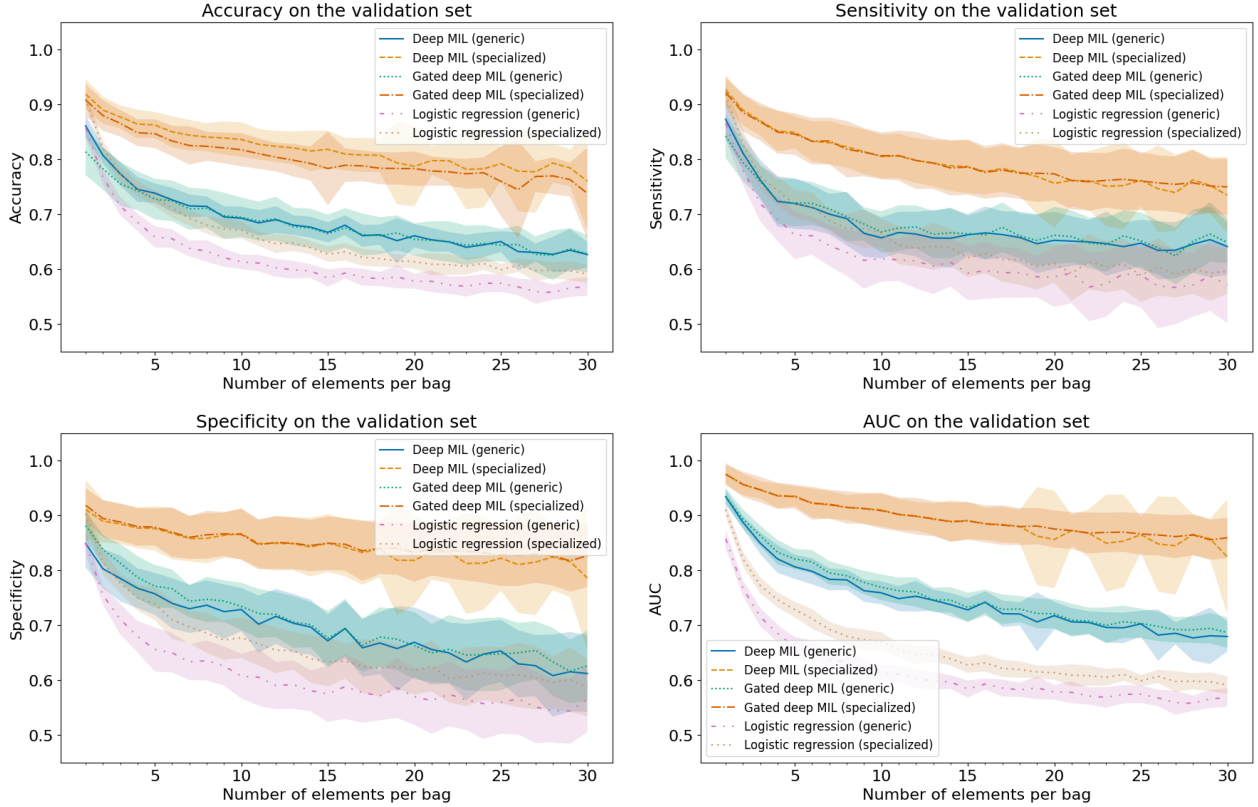 Accuracy on the validation set
1.0
0.9
0.8
0.7
0.6
0.5
Accuracy
Deep MIL (generic)
Deep MIL (specialized)
Gated deep MIL (generic)
Gated deep MIL (specialized)
Logistic regression (generic)
Logistic regression (specialized)
5
10
15
20
25
30
Number of elements per bag
Sensitivity on the validation set
1.0
0.9
0.8
0.7
0.6
0.5
Sensitivity
Deep MIL (generic)
Deep MIL (specialized)
Gated deep MIL (generic)
Gated deep MIL (specialized)
Logistic regression (generic)
Logistic regression (specialized)
5
10
15
20
25
30
Number of elements per bag
Specificity on the validation set
1.0
0.9
0.8
0.7
0.6
0.5
Specificity
Deep MIL (generic)
Deep MIL (specialized)
Gated deep MIL (generic)
Gated deep MIL (specialized)
Logistic regression (generic)
Logistic regression (specialized)
5
10
15
20
25
30
Number of elements per bag
AUC on the validation set
1.0
0.9
0.8
0.7
0.6
0.5
AUC
Deep MIL (generic)
Deep MIL (specialized)
Gated deep MIL (generic)
Gated deep MIL (specialized)
Logistic regression (generic)
Logistic regression (specialized)
5
10
15
20
25
30
Number of elements per bag